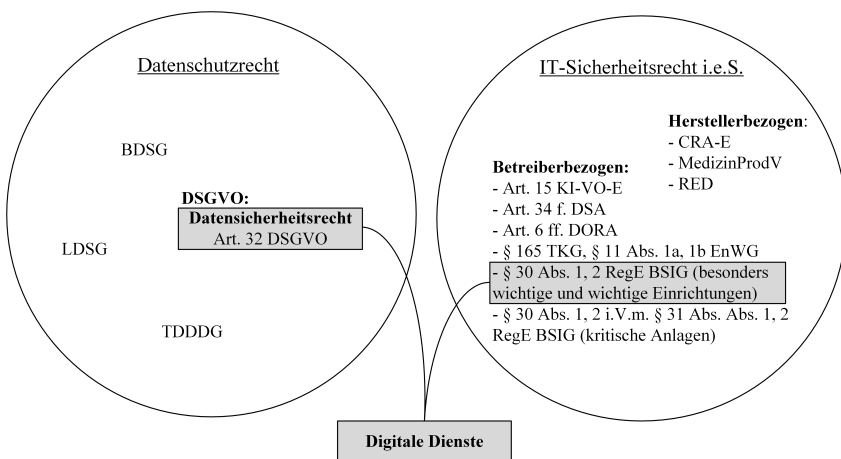 Datenschutzrecht
BDSG
DSGVO:
Datensicherheitsrecht
Art. 32 DSGVO
LDSG
TDDDG
IT-Sicherheitsrecht i.e.S.
Herstellerbezogen:
- CRA-E
- MedizinProdV
- RED
Betreiberbezogen:
- Art. 15 KI-VO-E
- Art. 34 f. DSA
- Art. 6 ff. DORA
- § 165 TKG, § 11 Abs. 1a, 1b EnWG
- § 30 Abs. 1, 2 RegE BSIG (besonders
wichtige und wichtige Einrichtungen)
- § 30 Abs. 1, 2 i.V.m. § 31 Abs. Abs. 1, 2
RegE BSIG (kritische Anlagen)
Digitale Dienste